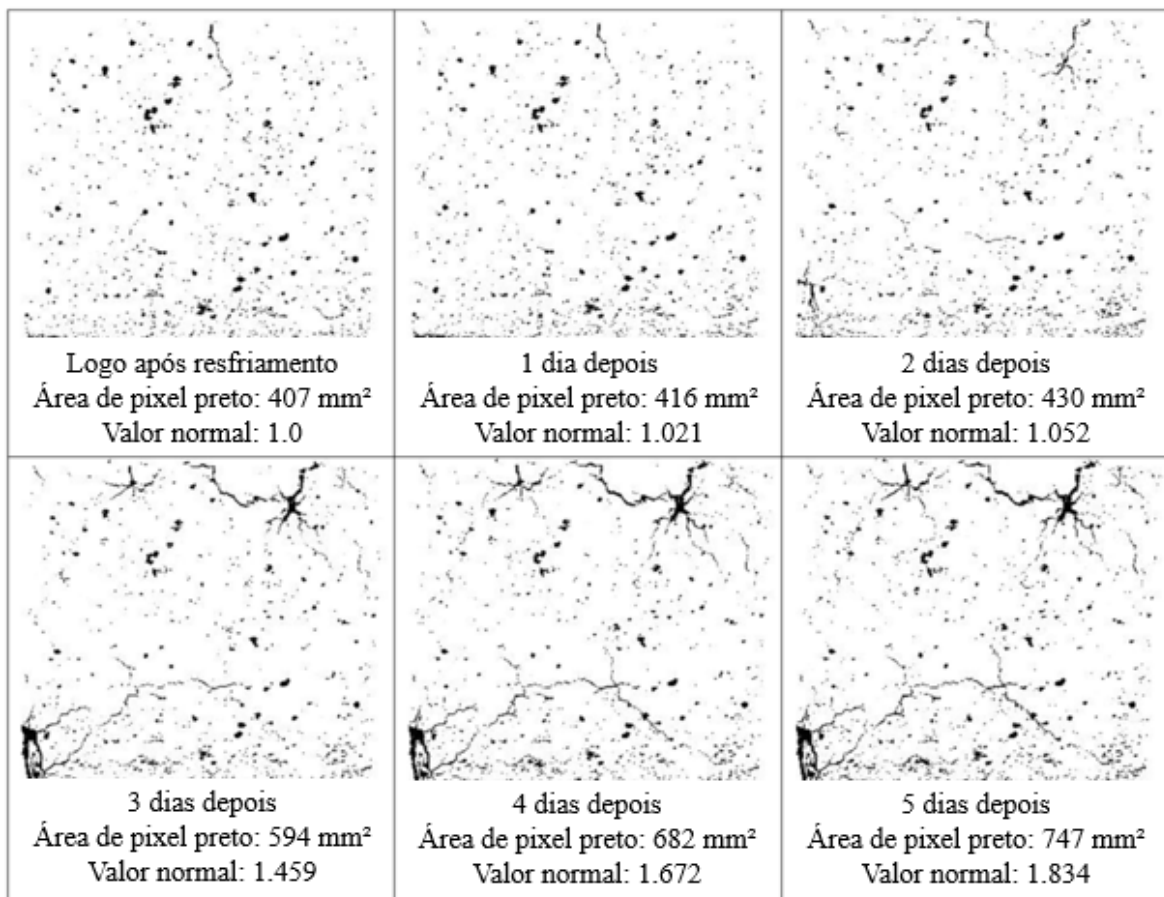 Logo após resfriamento
Área de pixel preto: 407 mm²
Valor normal: 1.0
1 dia depois
Área de pixel preto: 416 mm²
Valor normal: 1.021
2 dias depois
Área de pixel preto: 430 mm²
Valor normal: 1.052
3 dias depois
Área de pixel preto: 594 mm²
Valor normal: 1.459
4 dias depois
Área de pixel preto: 682 mm²
Valor normal: 1.672
5 dias depois
Área de pixel preto: 747 mm²
Valor normal: 1.834